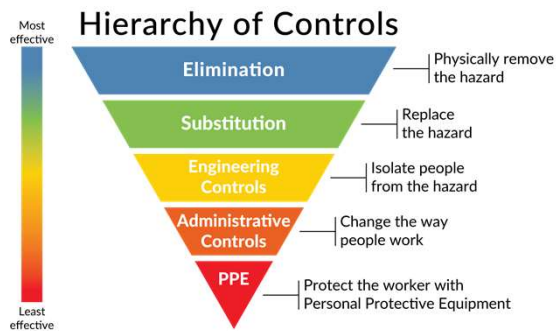 Hierarchy of Controls
Most
effective
Elimination
Physically remove
the hazard
Substitution
Replace
the hazard
Engineering
Controls
Isolate people
from the hazard
Administrative
Controls
Change the way
people work
PPE
Protect the worker with
Personal Protective Equipment
Least
effective